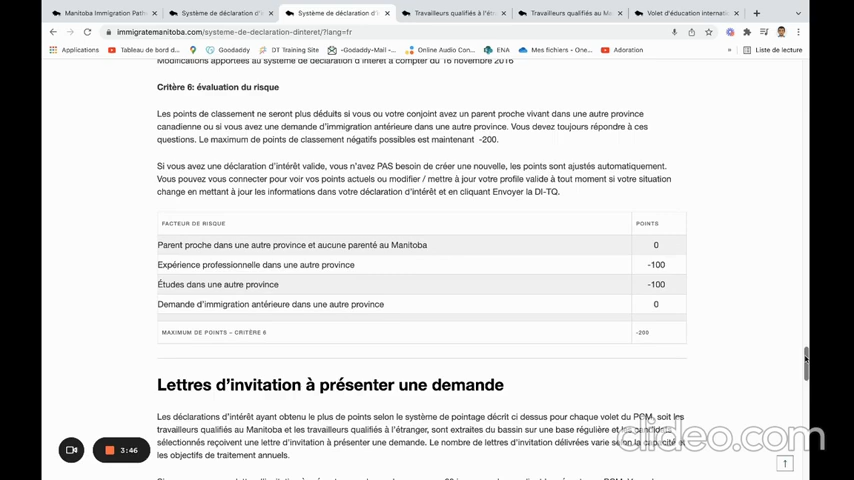 Manitoba Immigration Path
Système de déclaration d'i
Système de déclaration d'i
Travailleurs qualifiés à l'étr
Travailleurs qualifiés au Ma
Volet d'éducation internatio
immigratemanitoba.com/systeme-de-declaration-dinteret/?lang=fr
Applications
Tableau de bord d...
G
Goodaddy
DT Training Site
-Godaddy-Mail -...
Online Audio Con...
ENA
Mes fichiers - One...
Adoration
»
Liste de lecture
Modifications apportées au système de déclaration d'intérêt à compter du 16 novembre 2016
Critère 6: évaluation du risque
Les points de classement ne seront plus déduits si vous ou votre conjoint avez un parent proche vivant dans une autre province
canadienne ou si vous avez une demande d'immigration antérieure dans une autre province. Vous devez toujours répondre à ces
questions. Le maximum de points de classement négatifs possibles est maintenant -200.
Si vous avez une déclaration d'intérêt valide, vous n'avez PAS besoin de créer une nouvelle, les points sont ajustés automatiquement.
Vous pouvez vous connecter pour voir vos points actuels ou modifier / mettre à jour votre profile valide à tout moment si votre situation
change en mettant à jour les informations dans votre déclaration d'intérêt et en cliquant Envoyer la DI-TQ.
FACTEUR DE RISQUE POINTS
Parent proche dans une autre province et aucune parenté au Manitoba 0
Expérience professionnelle dans une autre province -100
Études dans une autre province -100
Demande d'immigration antérieure dans une autre province 0
MAXIMUM DE POINTS – CRITÈRE 6 -200
Lettres d'invitation à présenter une demande
Les déclarations d'intérêt ayant obtenu le plus de points selon le système de pointage décrit ci dessus pour chaque volet du PCM, soit les
travailleurs qualifiés au Manitoba et les travailleurs qualifiés à l'étranger, sont extraites du bassin sur une base régulière et les candidats
sélectionnés reçoivent une lettre d'invitation à présenter une demande. Le nombre de lettres d'invitation délivrées varie selon la capacité et
les objectifs de traitement annuels.
3:46
clideo.com